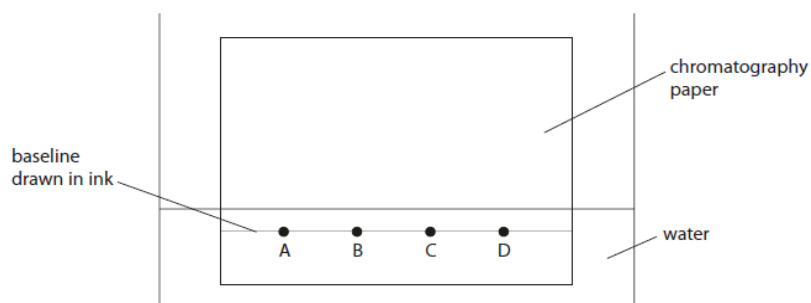 chromatography
paper
baseline
drawn in ink
A B C D
water